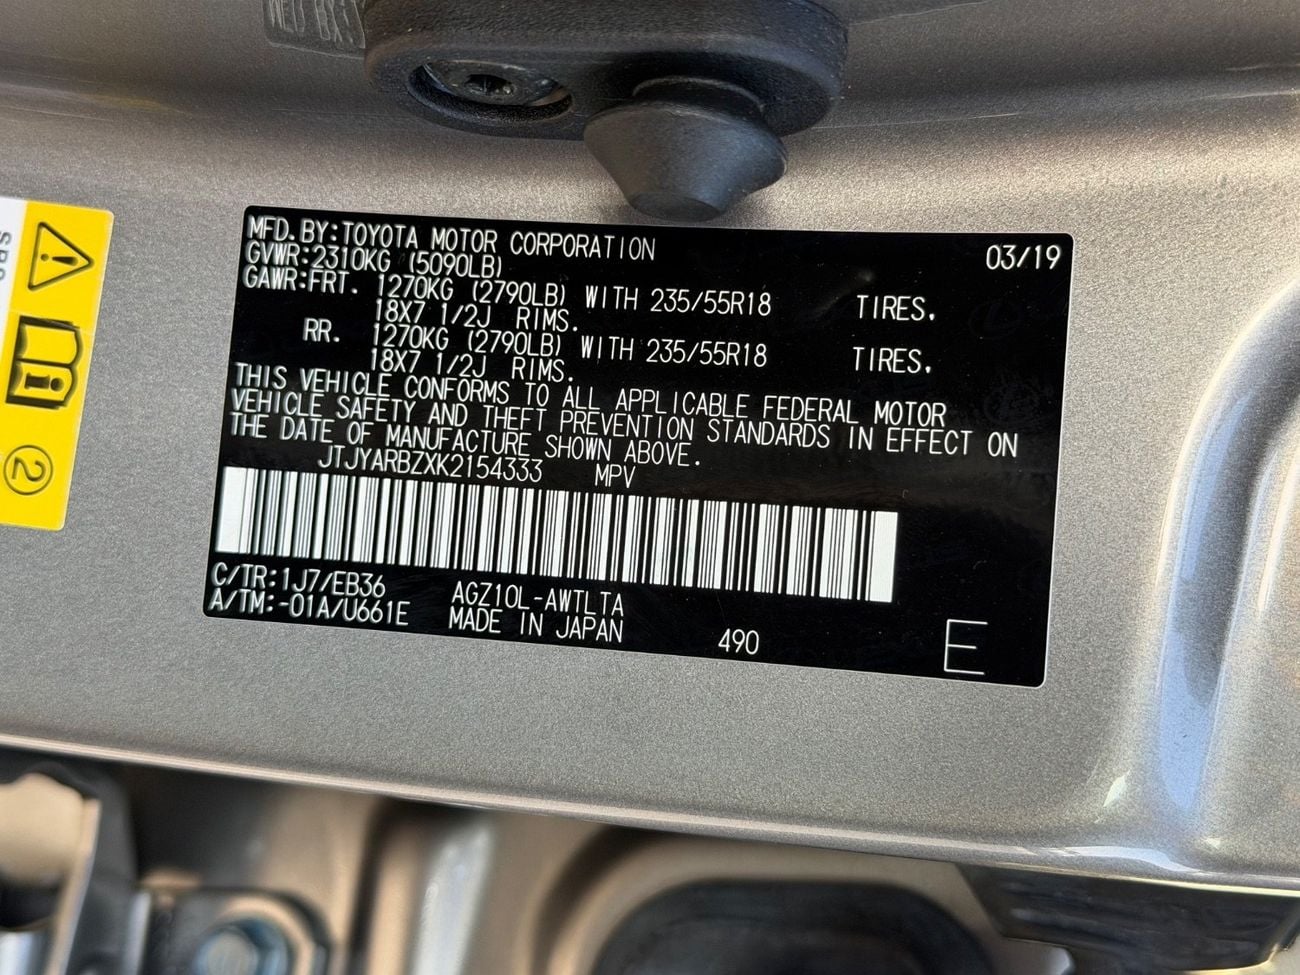 MFD.BY:TOYOTA MOTOR CORPORATION 03/19
GVWR:2310KG (5090LB)
GAWR:FRT. 1270KG (2790LB) WITH 235/55R18 TIRES.
18X7 1/2J RIMS.
RR. 1270KG (2790LB) WITH 235/55R18 TIRES.
18X7 1/2J RIMS.
THIS VEHICLE CONFORMS TO ALL APPLICABLE FEDERAL MOTOR
VEHICLE SAFETY AND THEFT PREVENTION STANDARDS IN EFFECT ON
THE DATE OF MANUFACTURE SHOWN ABOVE.
JTJYARBZXK2154333 MPV
C/TR:1J7/EB36 AGZ10L-AWTLTA
A/TM:-01A/U661E MADE IN JAPAN 490 E
2